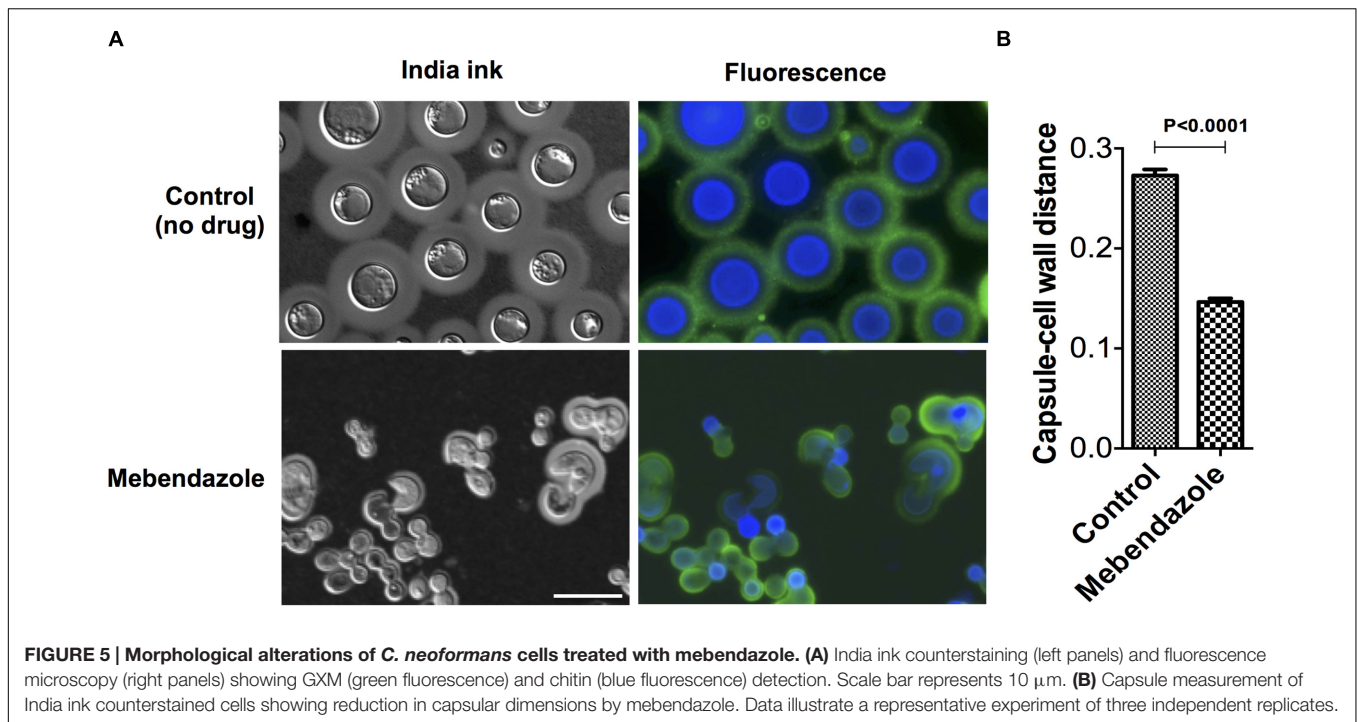 A
B
India ink
Fluorescence
Control
(no drug)
Mebendazole
P<0.0001
Capsule-cell wall distance
0.3
0.2
0.1
0.0
Control
Mebendazole
FIGURE 5 | Morphological alterations of C. neoformans cells treated with mebendazole. (A) India ink counterstaining (left panels) and fluorescence
microscopy (right panels) showing GXM (green fluorescence) and chitin (blue fluorescence) detection. Scale bar represents 10 μm. (B) Capsule measurement of
India ink counterstained cells showing reduction in capsular dimensions by mebendazole. Data illustrate a representative experiment of three independent replicates.